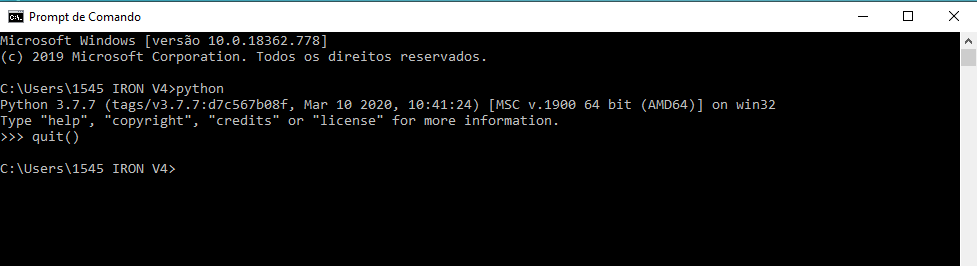 Prompt de Comando
Microsoft Windows [versão 10.0.18362.778]
(c) 2019 Microsoft Corporation. Todos os direitos reservados.
C:\Users\1545 IRON V4>python
Python 3.7.7 (tags/v3.7.7:d7c567b08f, Mar 10 2020, 10:41:24) [MSC v.1900 64 bit (AMD64)] on win32
Type "help", "copyright", "credits" or "license" for more information.
>>> quit()
C:\Users\1545 IRON V4>